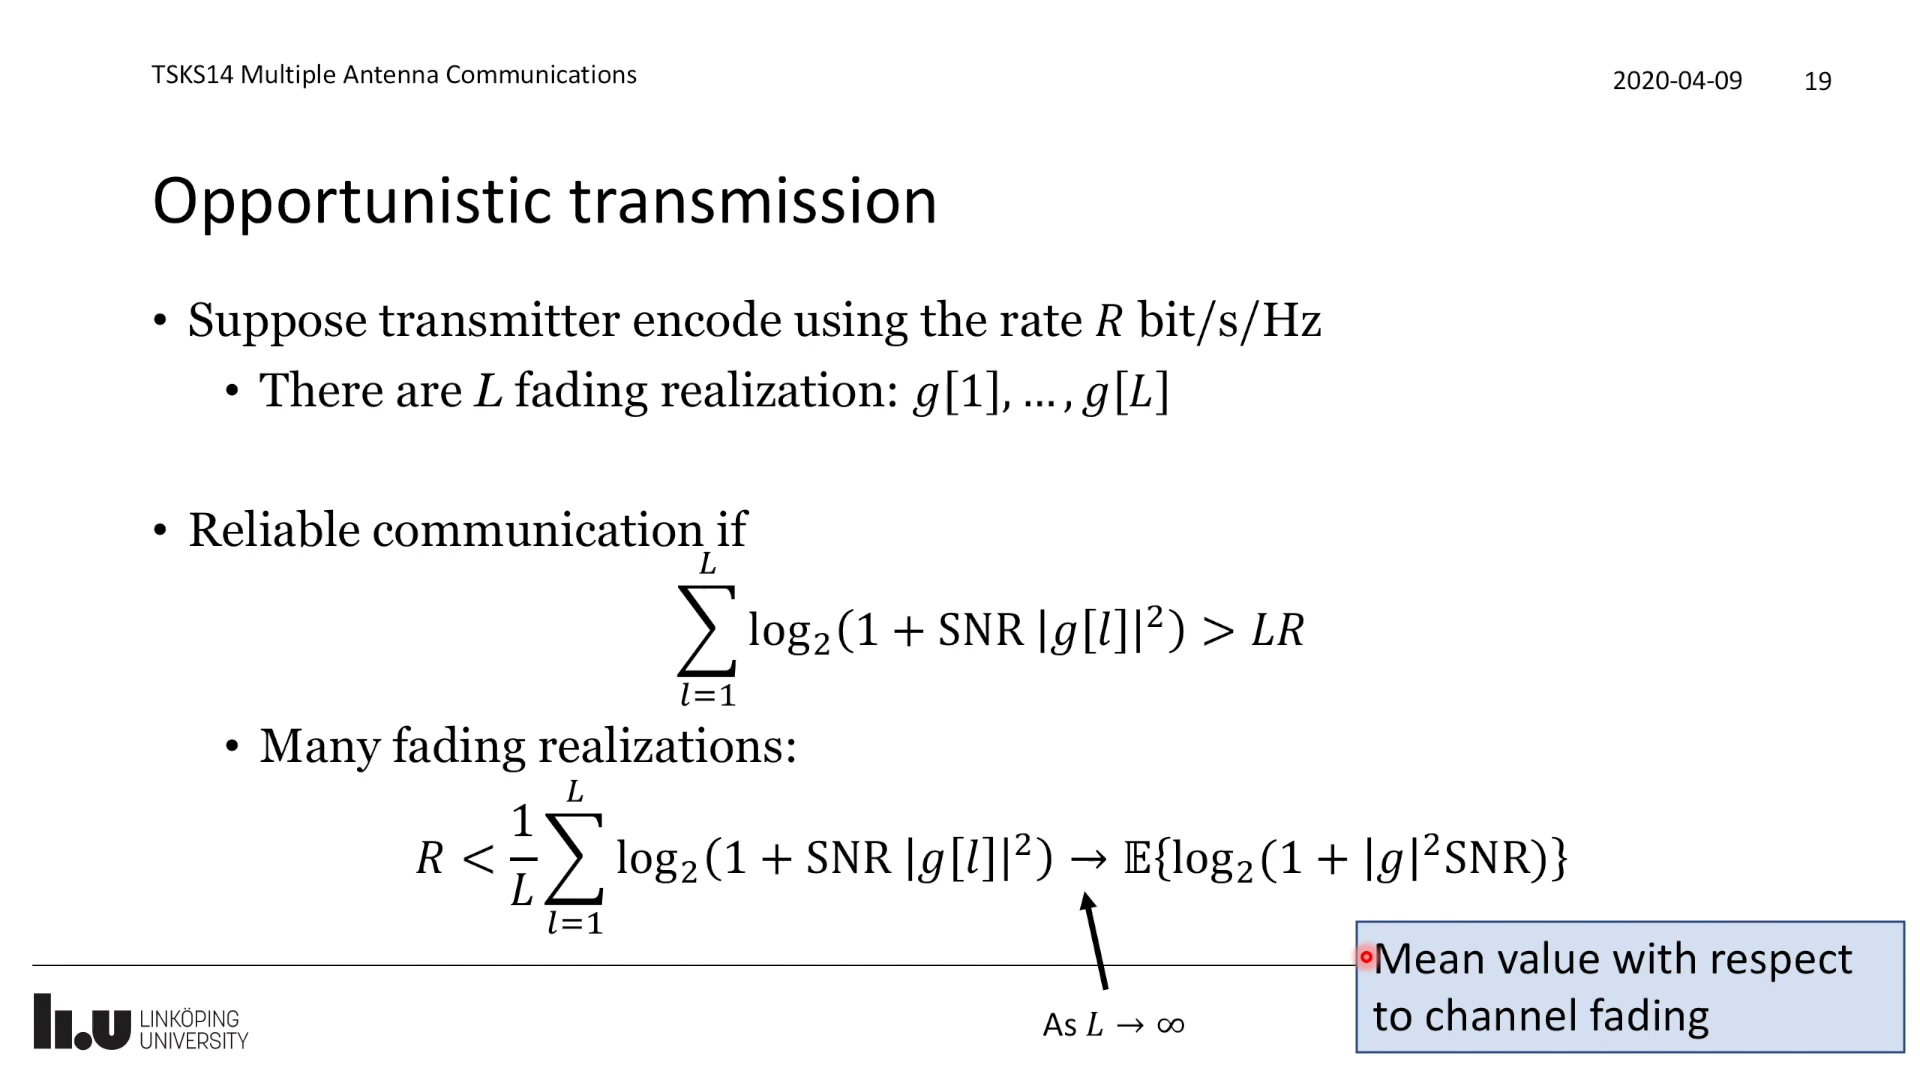 TSKS14 Multiple Antenna Communications
2020-04-09 19
Opportunistic transmission
• Suppose transmitter encode using the rate R bit/s/Hz
• There are L fading realization: g[1], … , g[L]
• Reliable communication if
∑_{l=1}^{L} log₂(1 + SNR |g[l]|²) > LR
• Many fading realizations:
R < 1/L ∑_{l=1}^{L} log₂(1 + SNR |g[l]|²) → 𝔼{log₂(1 + |g|²SNR)}
Mean value with respect
to channel fading
As L → ∞
li.u LINKÖPING
UNIVERSITY